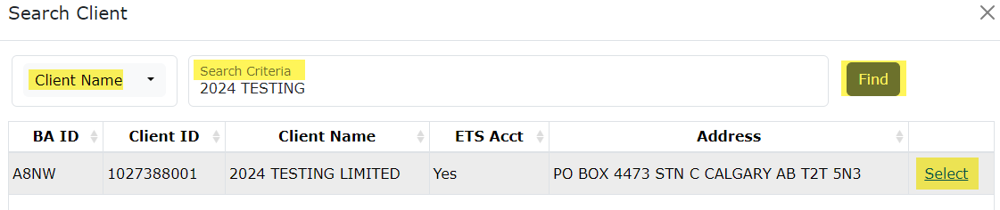 Search Client
Client Name
Search Criteria
2024 TESTING
Find
BA ID Client ID Client Name ETS Acct Address
A8NW 1027388001 2024 TESTING LIMITED Yes PO BOX 4473 STN C CALGARY AB T2T 5N3 Select